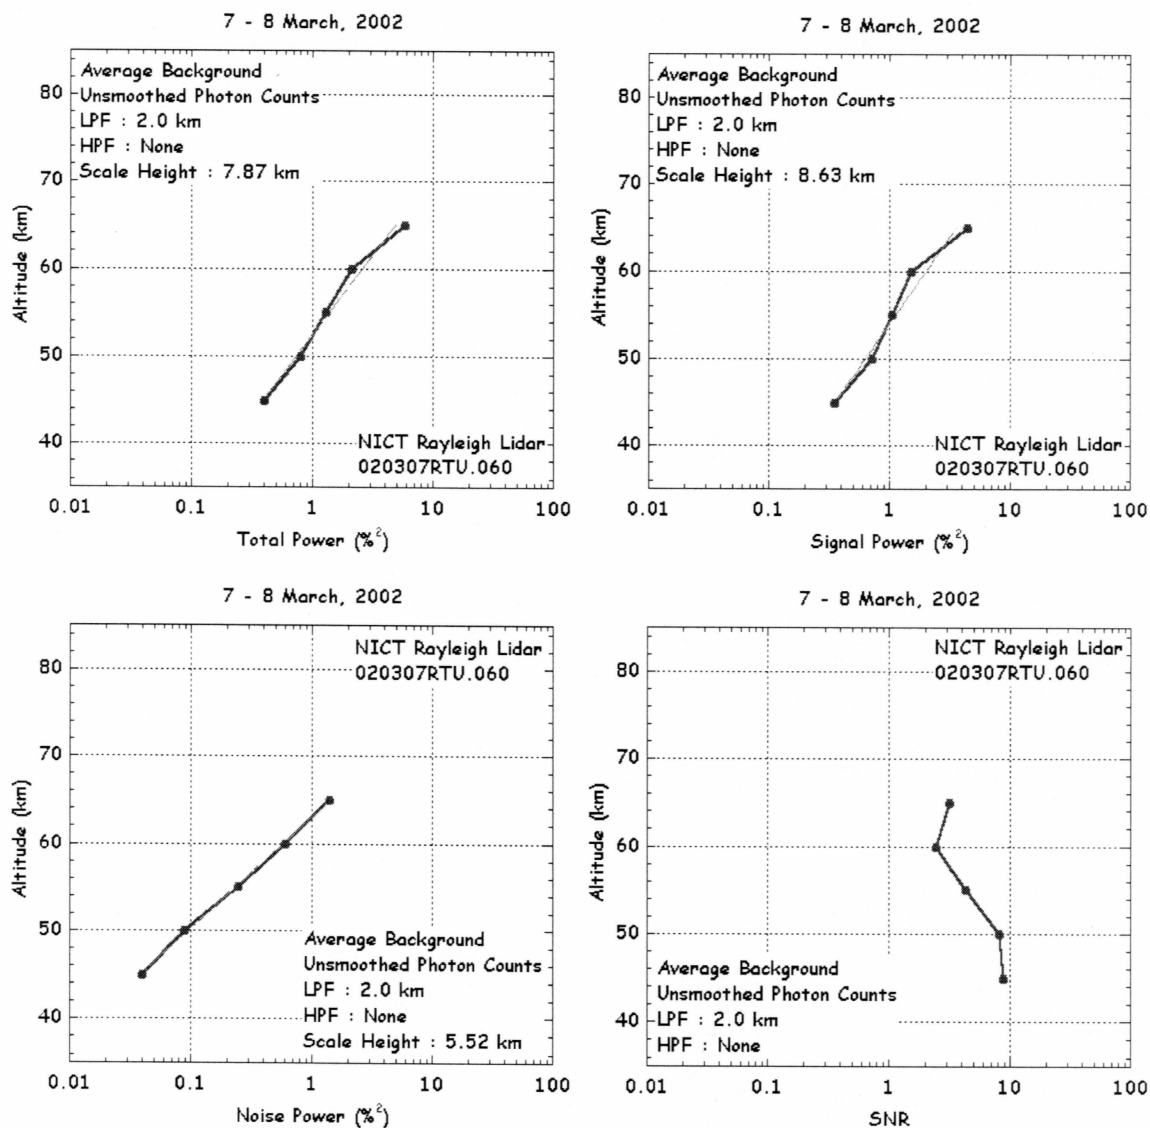 7 - 8 March, 2002
Average Background
Unsmoothed Photon Counts
LPF : 2.0 km
HPF : None
Scale Height : 7.87 km
80
70
60
50
40
Altitude (km)
NICT Rayleigh Lidar
020307RTU.060
0.01 0.1 1 10 100
Total Power (%²)
7 - 8 March, 2002
Average Background
Unsmoothed Photon Counts
LPF : 2.0 km
HPF : None
Scale Height : 8.63 km
80
70
60
50
40
Altitude (km)
NICT Rayleigh Lidar
020307RTU.060
0.01 0.1 1 10 100
Signal Power (%²)
7 - 8 March, 2002
NICT Rayleigh Lidar
020307RTU.060
80
70
60
50
40
Altitude (km)
Average Background
Unsmoothed Photon Counts
LPF : 2.0 km
HPF : None
Scale Height : 5.52 km
0.01 0.1 1 10 100
Noise Power (%²)
7 - 8 March, 2002
NICT Rayleigh Lidar
020307RTU.060
80
70
60
50
40
Altitude (km)
Average Background
Unsmoothed Photon Counts
LPF : 2.0 km
HPF : None
0.01 0.1 1 10 100
SNR